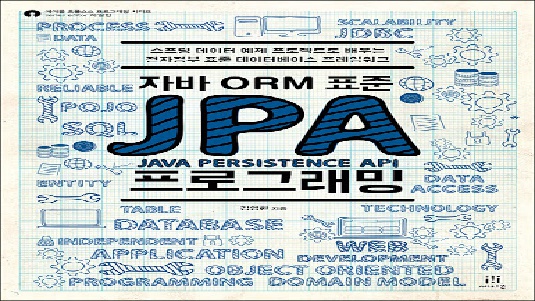 PROCESS
SCALABILITY
JDBC
DATA
스프링 데이터 예제 프로젝트로 배우는
전자정부 표준 데이터베이스 프레임워크
자바 ORM 표준
RELIABLE
POJO
SQL
JPA
JAVA PERSISTENCE API
프로그래밍
ENTITY
DATA
ACCESS
TABLE
김영한 지음
TECHNOLOGY
DATABASE
INDEPENDENT
WEB
APPLICATION
DEVELOPMENT
OBJECT ORIENTED
PROGRAMMING
DOMAIN MODEL